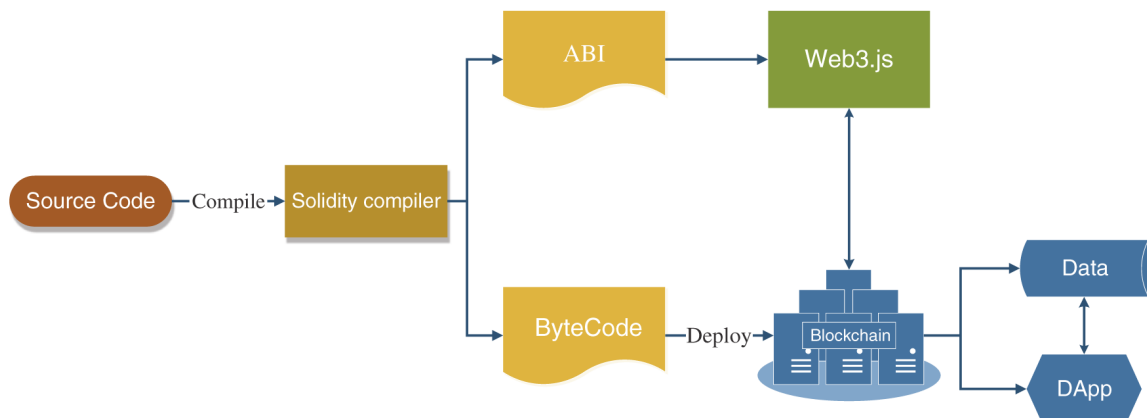 ABI
Web3.js
Source Code
Compile
Solidity compiler
Data
ByteCode
Deploy
Blockchain
DApp